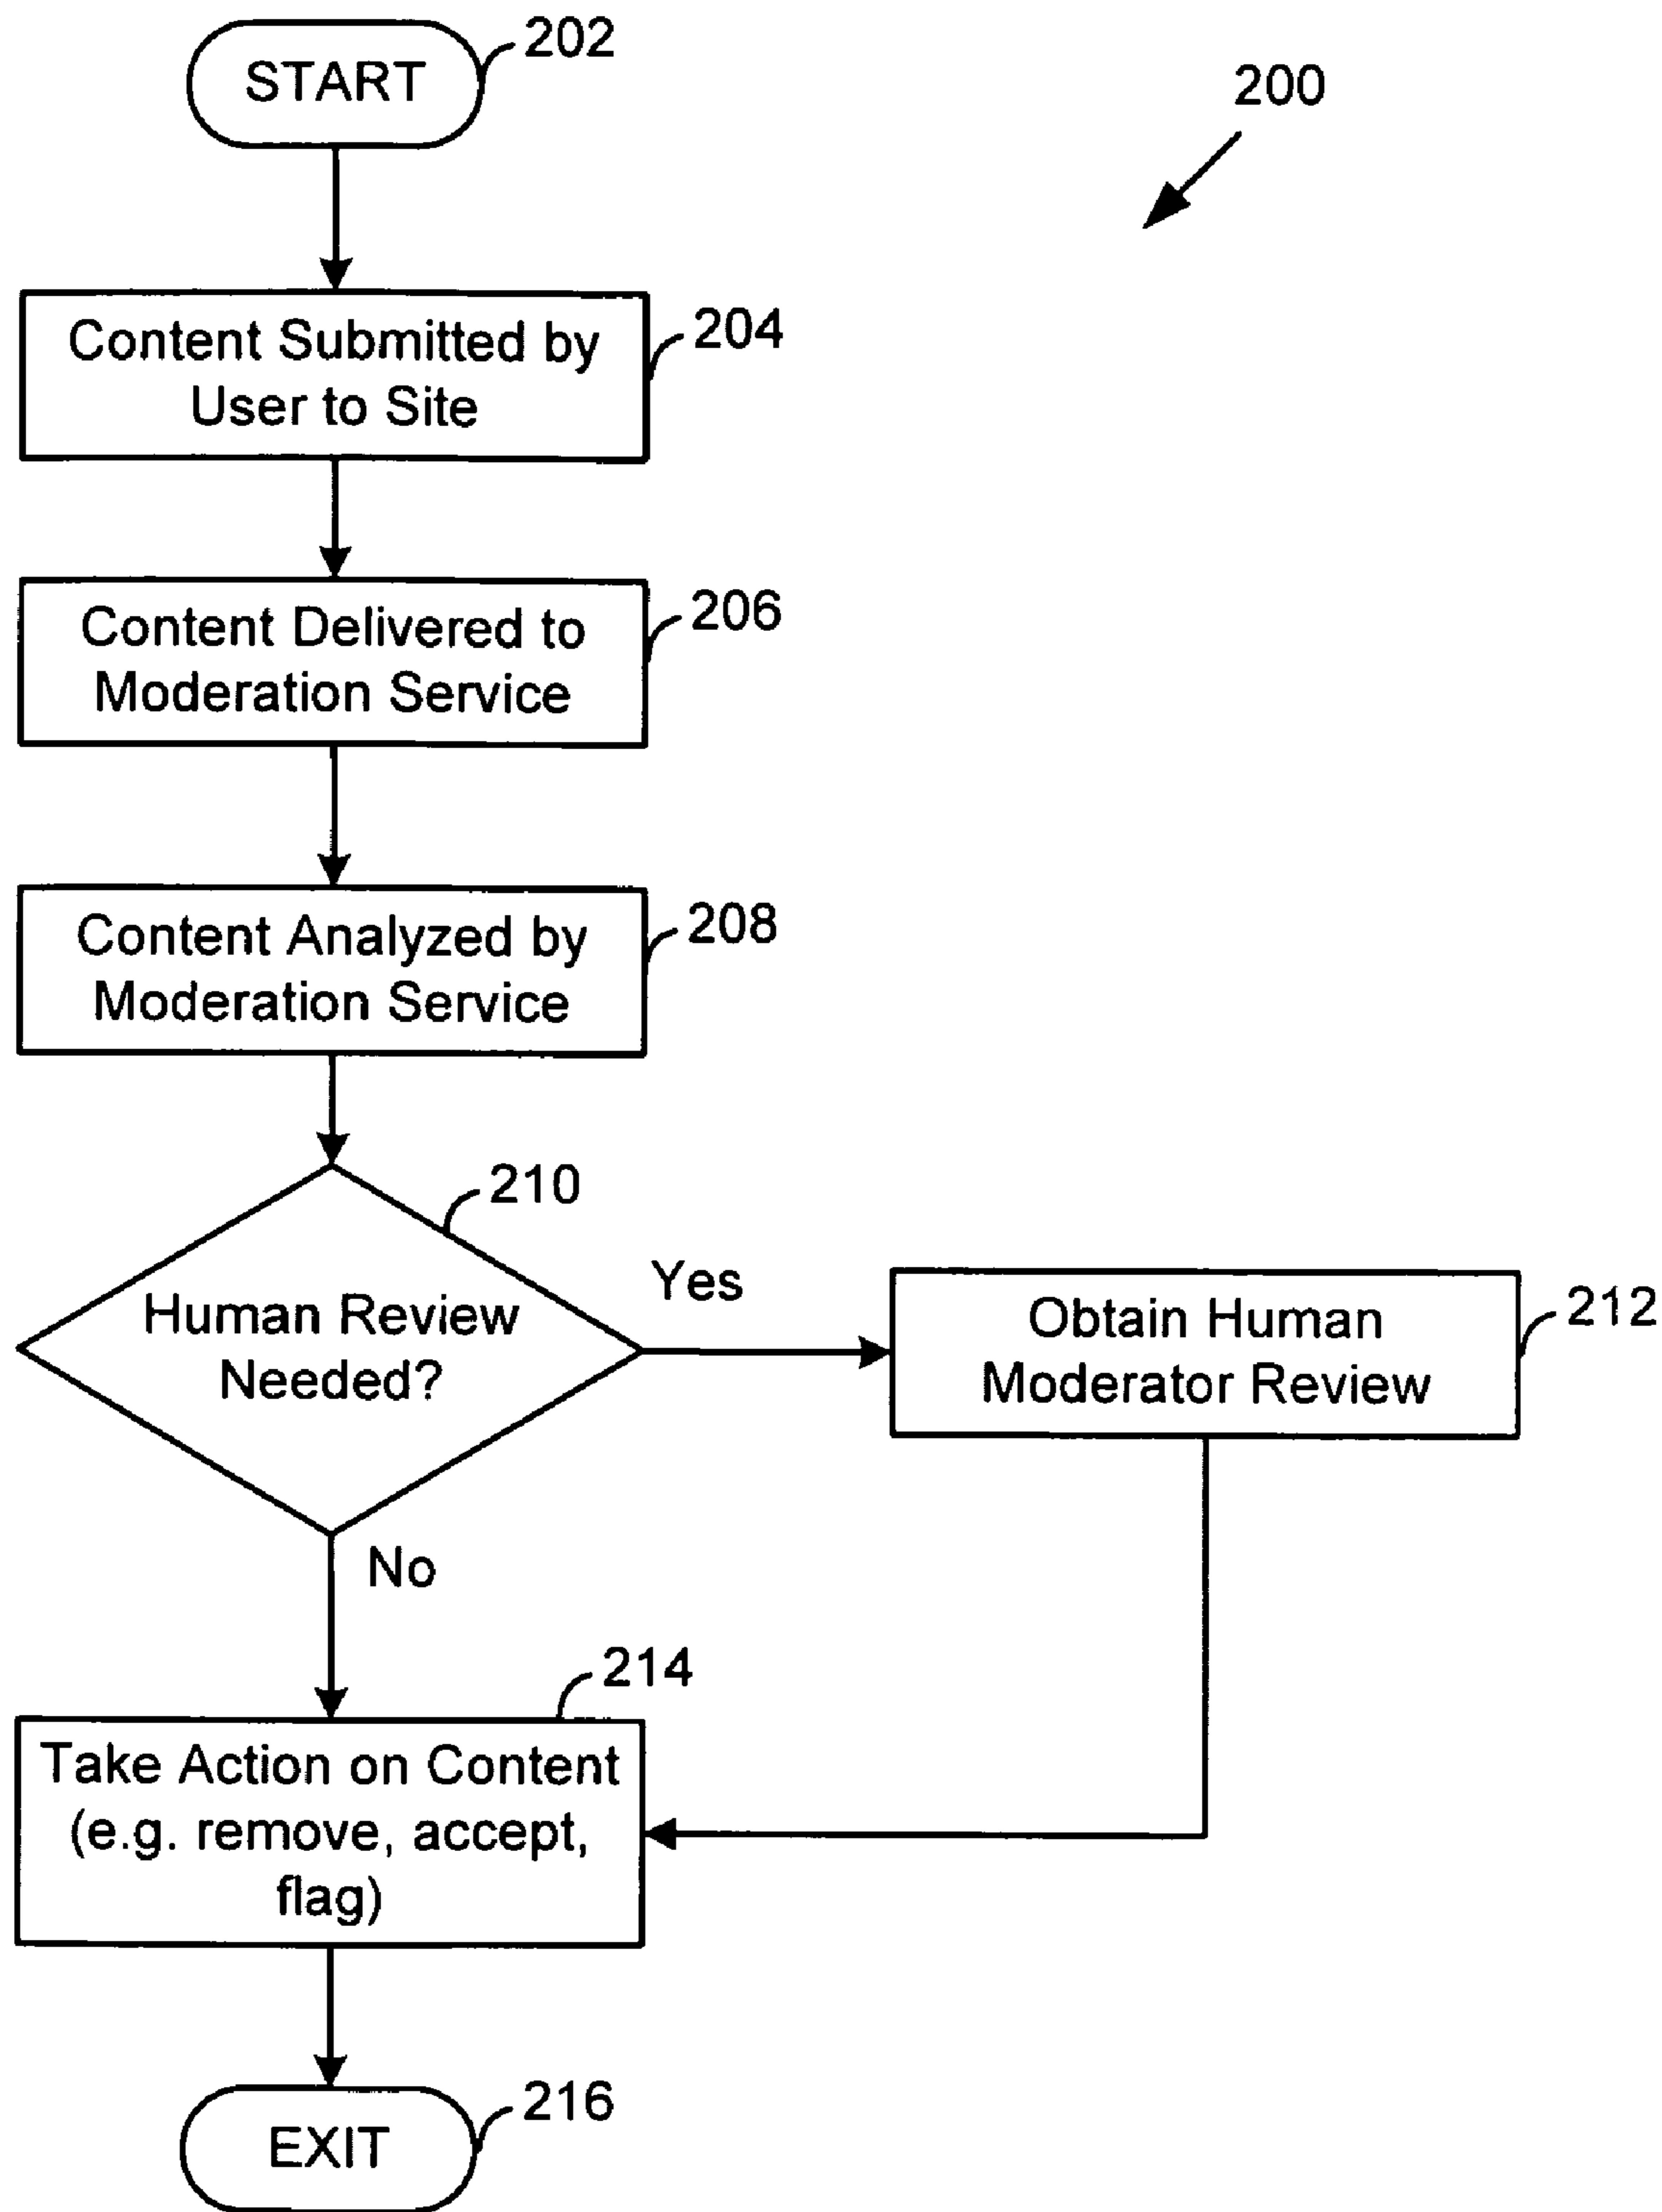 START
202
200
Content Submitted by
User to Site
204
Content Delivered to
Moderation Service
206
Content Analyzed by
Moderation Service
208
210
Human Review
Needed?
Yes
Obtain Human
Moderator Review
212
No
214
Take Action on Content
(e.g. remove, accept,
flag)
EXIT
216